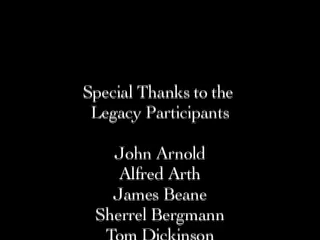 Special Thanks to the
Legacy Participants
John Arnold
Alfred Arth
James Beane
Sherrel Bergmann
Tom Dickinson